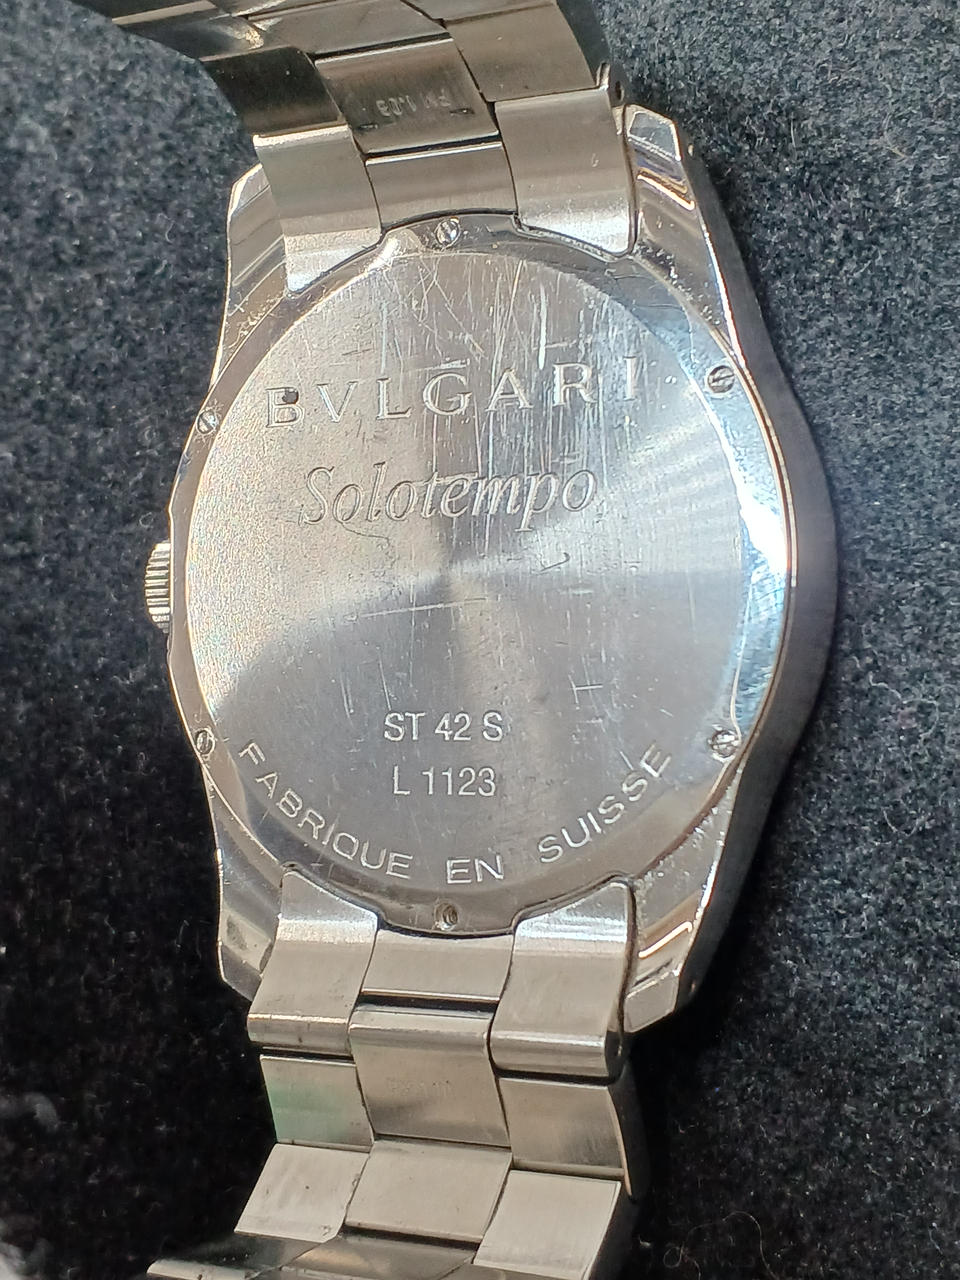 BVLGARI
Solotempo
ST 42 S
L 1123
FABRIQUE EN SUISSE